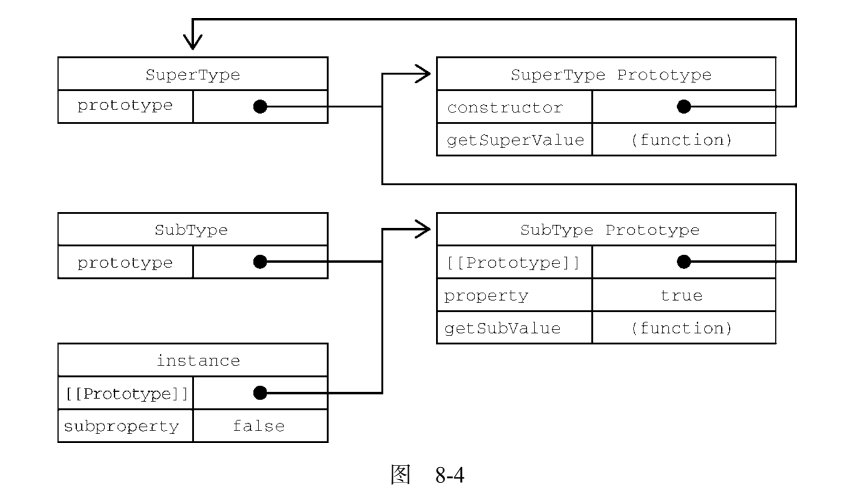 SuperType
prototype
SuperType Prototype
constructor
getSuperValue (function)
SubType
prototype
SubType Prototype
[[Prototype]]
property true
getSubValue (function)
instance
[[Prototype]]
subproperty false
图 8-4